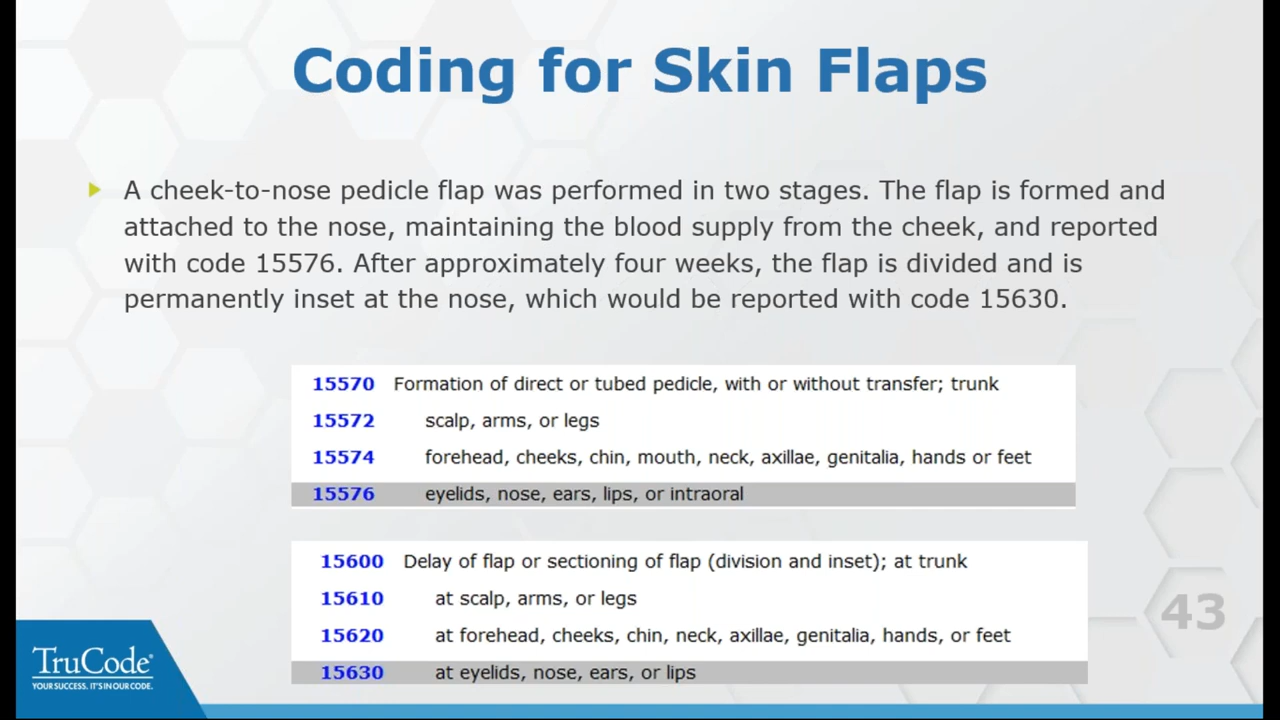 Coding for Skin Flaps
A cheek-to-nose pedicle flap was performed in two stages. The flap is formed and
attached to the nose, maintaining the blood supply from the cheek, and reported
with code 15576. After approximately four weeks, the flap is divided and is
permanently inset at the nose, which would be reported with code 15630.
15570 Formation of direct or tubed pedicle, with or without transfer; trunk
15572 scalp, arms, or legs
15574 forehead, cheeks, chin, mouth, neck, axillae, genitalia, hands or feet
15576 eyelids, nose, ears, lips, or intraoral
15600 Delay of flap or sectioning of flap (division and inset); at trunk
15610 at scalp, arms, or legs
15620 at forehead, cheeks, chin, neck, axillae, genitalia, hands, or feet
15630 at eyelids, nose, ears, or lips
43
TruCode®
YOUR SUCCESS. IT'S IN OUR CODE.